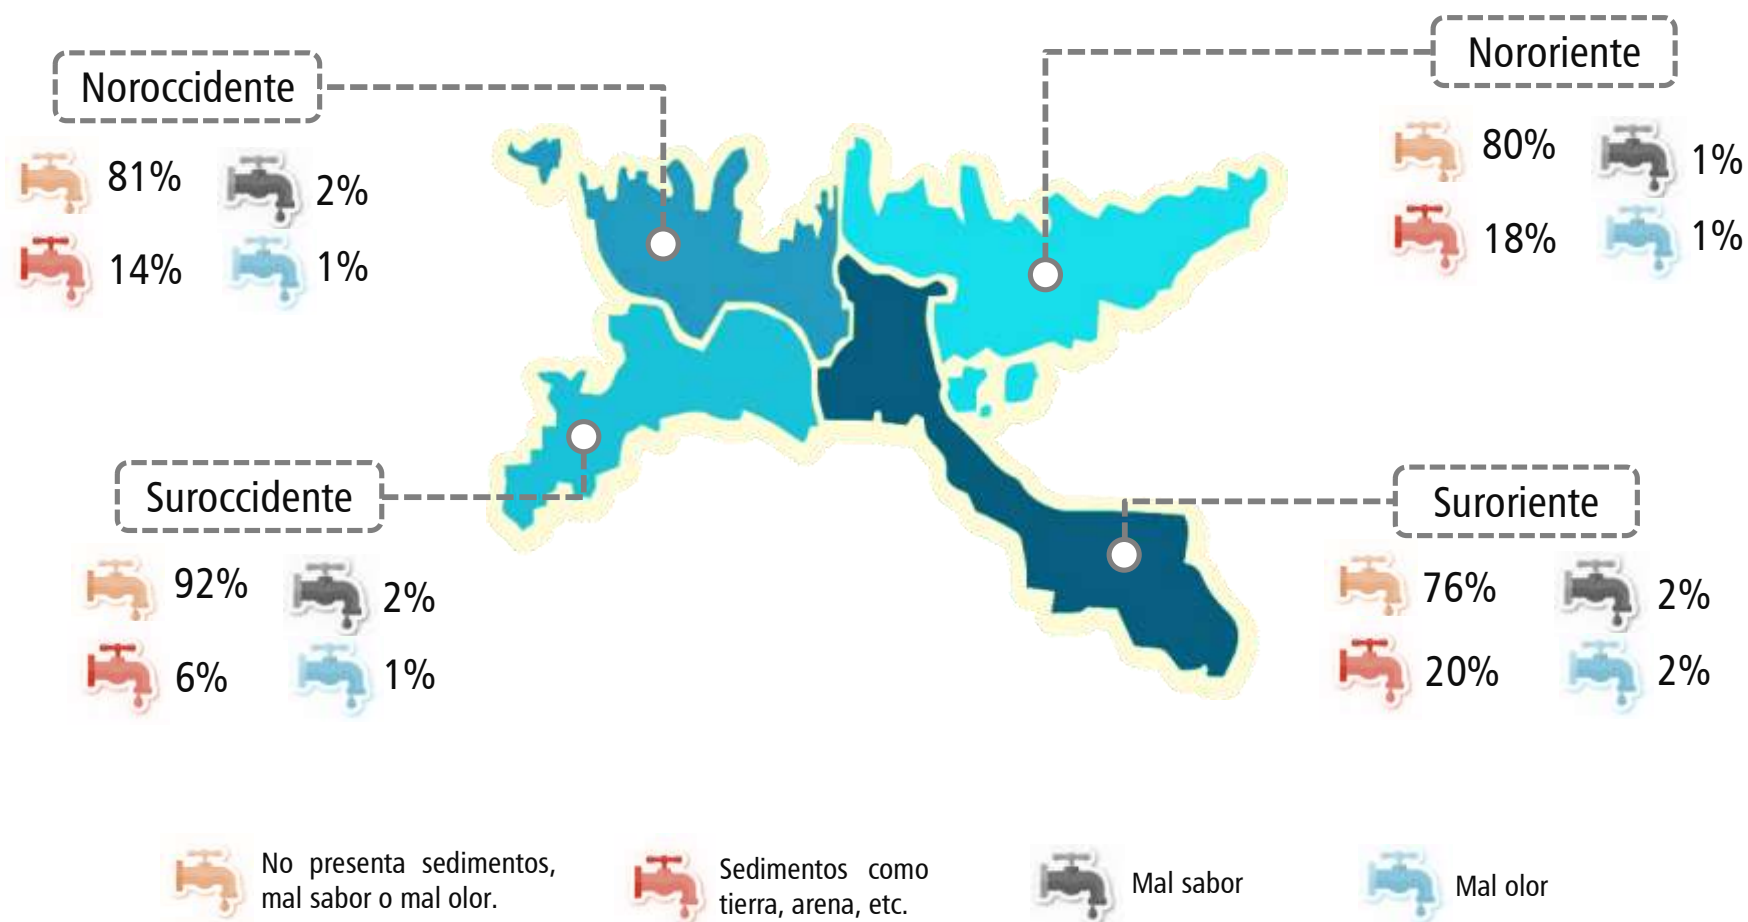 Noroccidente
81%
2%
14%
1%
Nororiente
80%
1%
18%
1%
Suroccidente
92%
2%
6%
1%
Suroriente
76%
2%
20%
2%
No presenta sedimentos,
mal sabor o mal olor.
Sedimentos como
tierra, arena, etc.
Mal sabor
Mal olor